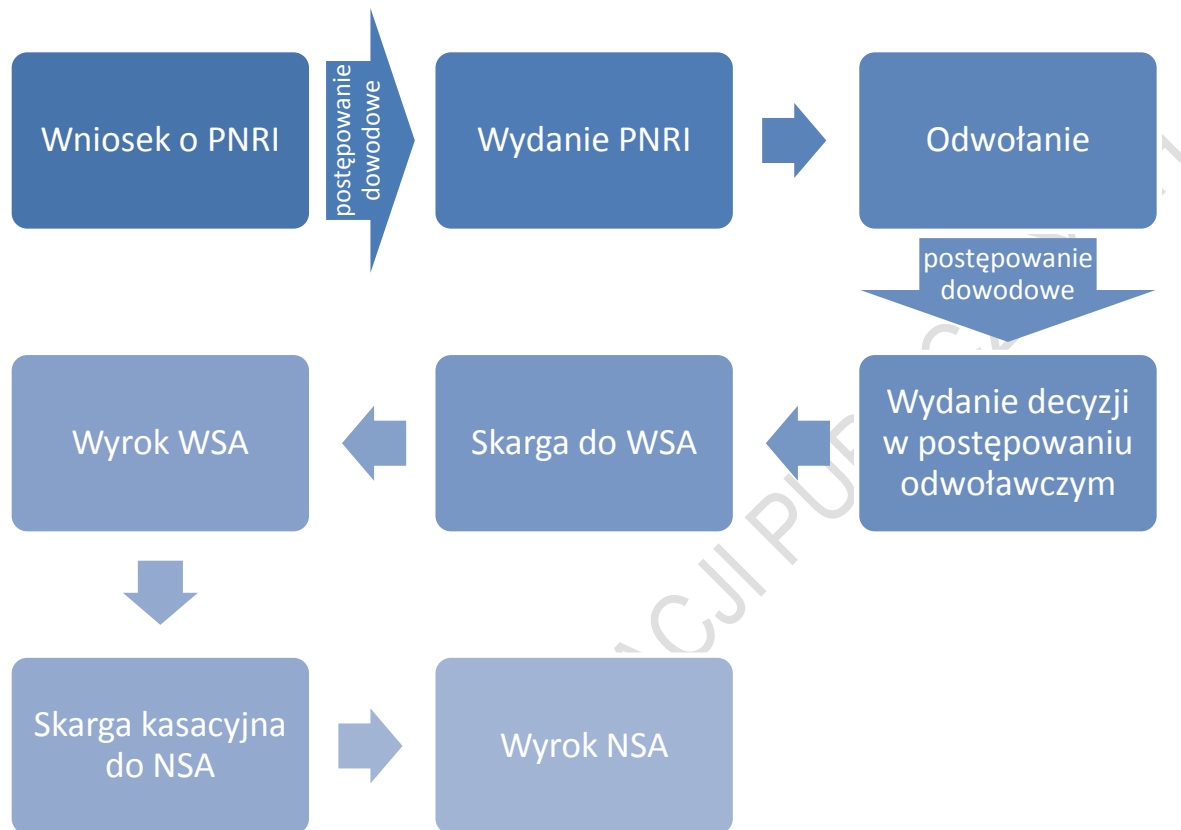 Wniosek o PNRI
postępowanie
dowodowe
Wydanie PNRI
Odwołanie
postępowanie
dowodowe
Wydanie decyzji
w postępowaniu
odwoławczym
Skarga do WSA
Wyrok WSA
Skarga kasacyjna
do NSA
Wyrok NSA